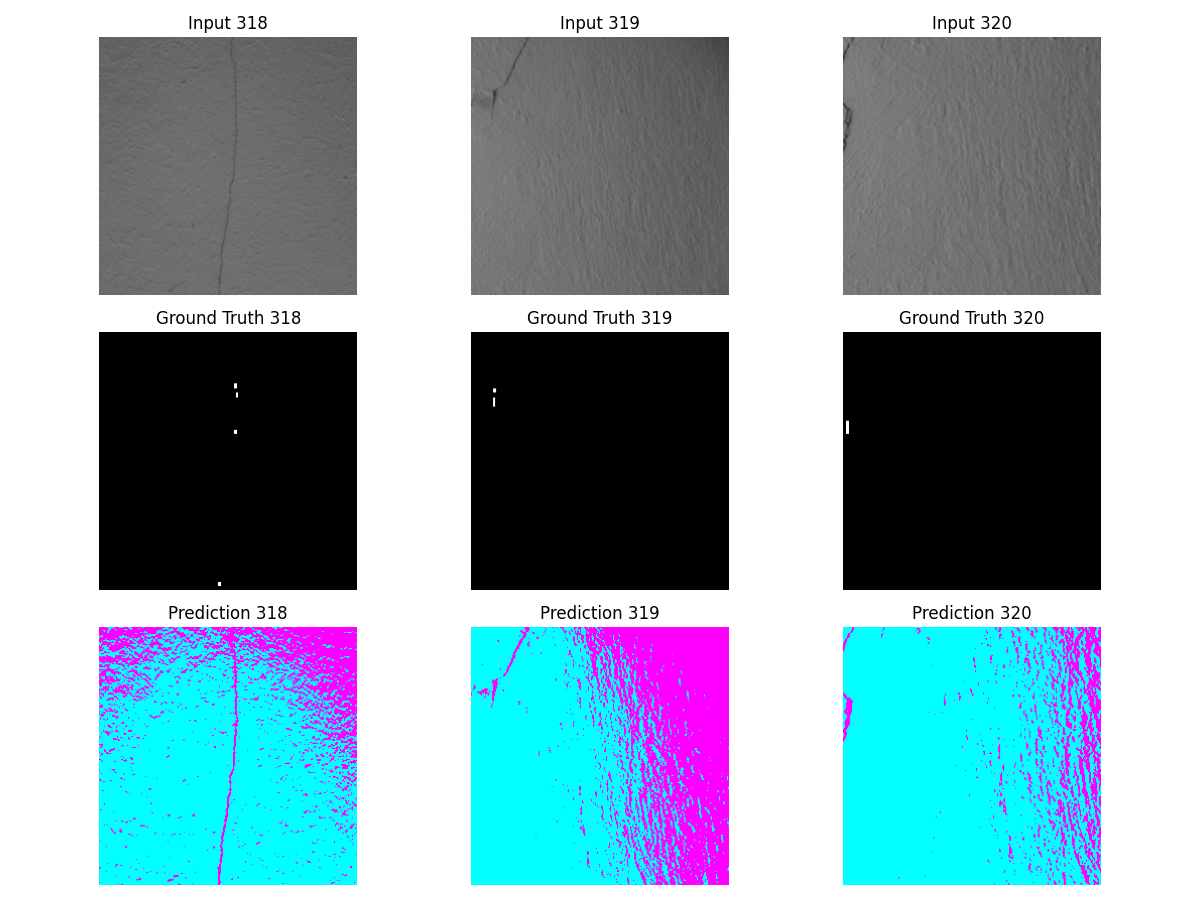 Input 318
Input 319
Input 320
Ground Truth 318
Ground Truth 319
Ground Truth 320
Prediction 318
Prediction 319
Prediction 320